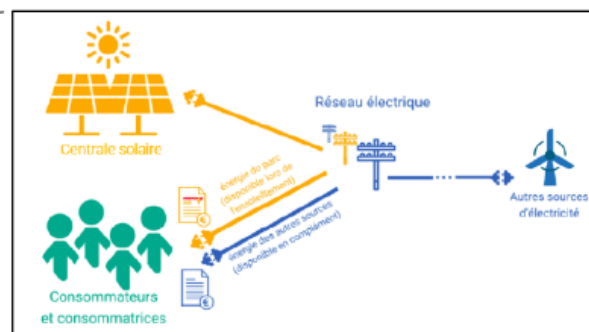 Centrale solaire
Réseau électrique
énergie du parc
(disponible lors de
l'ensoleillement)
énergie des autres sources
(disponible en complément)
Autres sources
d'électricité
€
€
Consommateurs
et consommatrices